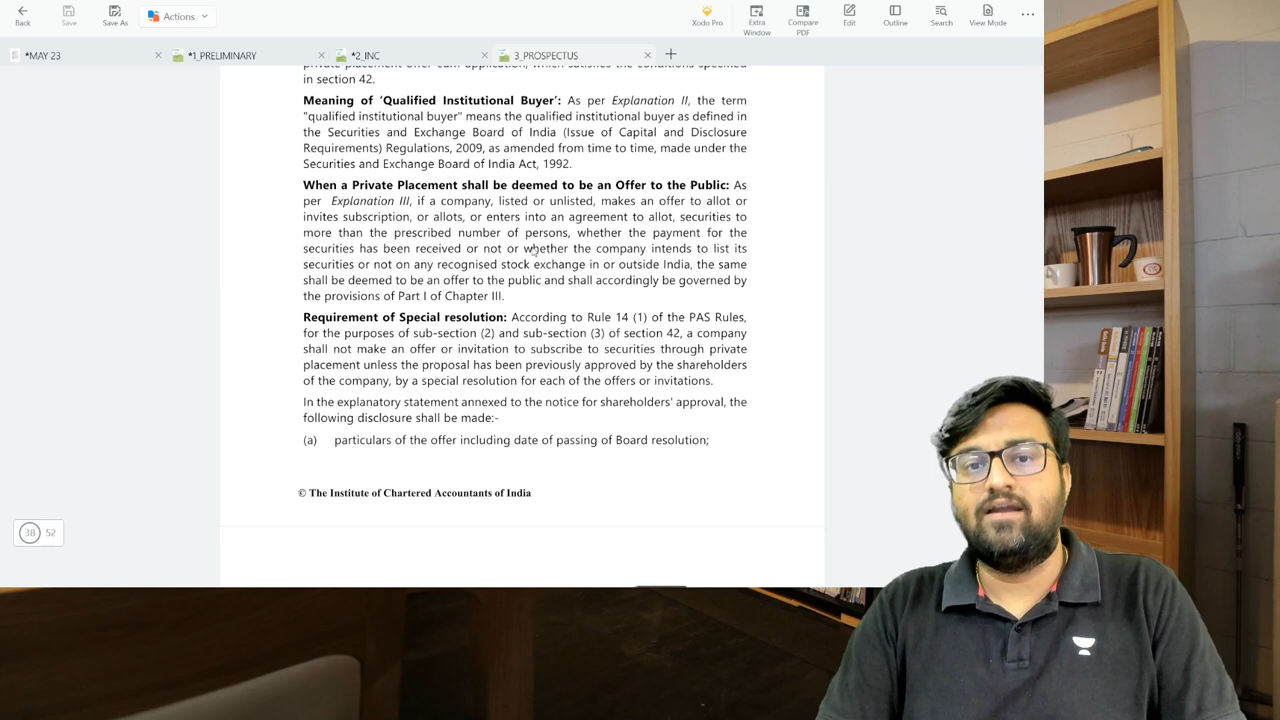 Back
Save
Save As
Actions
Xodo Pro
Extra
Window
Compare
PDF
Edit
Outline
Search
View Mode
*MAY 23
*1_PRELIMINARY
*2_INC
3_PROSPECTUS
private placement offer-cum application, which satisfies the conditions specified
in section 42.
Meaning of ‘Qualified Institutional Buyer’: As per Explanation II, the term
"qualified institutional buyer" means the qualified institutional buyer as defined in
the Securities and Exchange Board of India (Issue of Capital and Disclosure
Requirements) Regulations, 2009, as amended from time to time, made under the
Securities and Exchange Board of India Act, 1992.
When a Private Placement shall be deemed to be an Offer to the Public: As
per Explanation III, if a company, listed or unlisted, makes an offer to allot or
invites subscription, or allots, or enters into an agreement to allot, securities to
more than the prescribed number of persons, whether the payment for the
securities has been received or not or whether the company intends to list its
securities or not on any recognised stock exchange in or outside India, the same
shall be deemed to be an offer to the public and shall accordingly be governed by
the provisions of Part I of Chapter III.
Requirement of Special resolution: According to Rule 14 (1) of the PAS Rules,
for the purposes of sub-section (2) and sub-section (3) of section 42, a company
shall not make an offer or invitation to subscribe to securities through private
placement unless the proposal has been previously approved by the shareholders
of the company, by a special resolution for each of the offers or invitations.
In the explanatory statement annexed to the notice for shareholders' approval, the
following disclosure shall be made:-
(a) particulars of the offer including date of passing of Board resolution;
© The Institute of Chartered Accountants of India
38 52